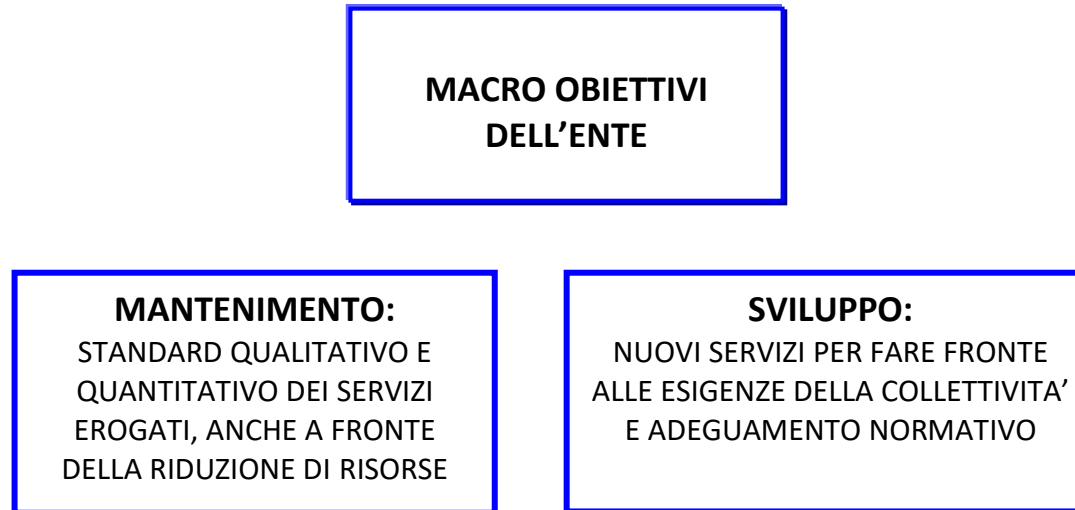 MACRO OBIETTIVI
DELL’ENTE
MANTENIMENTO:
STANDARD QUALITATIVO E
QUANTITATIVO DEI SERVIZI
EROGATI, ANCHE A FRONTE
DELLA RIDUZIONE DI RISORSE
SVILUPPO:
NUOVI SERVIZI PER FARE FRONTE
ALLE ESIGENZE DELLA COLLETTIVITA’
E ADEGUAMENTO NORMATIVO